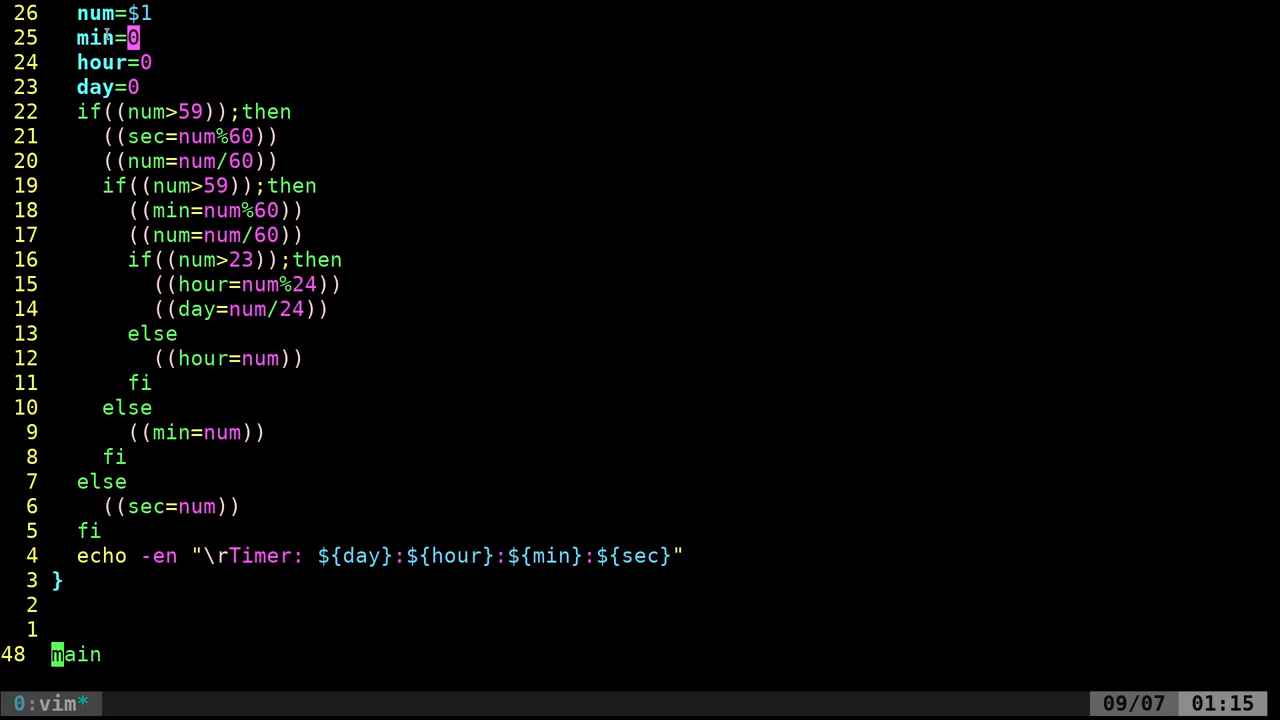 26 num=$1
25 min=0
24 hour=0
23 day=0
22 if((num>59));then
21 ((sec=num%60))
20 ((num=num/60))
19 if((num>59));then
18 ((min=num%60))
17 ((num=num/60))
16 if((num>23));then
15 ((hour=num%24))
14 ((day=num/24))
13 else
12 ((hour=num))
11 fi
10 else
9 ((min=num))
8 fi
7 else
6 ((sec=num))
5 fi
4 echo -en "\rTimer: ${day}:${hour}:${min}:${sec}"
3 }
2
1
48 main
0:vim* 09/07 01:15